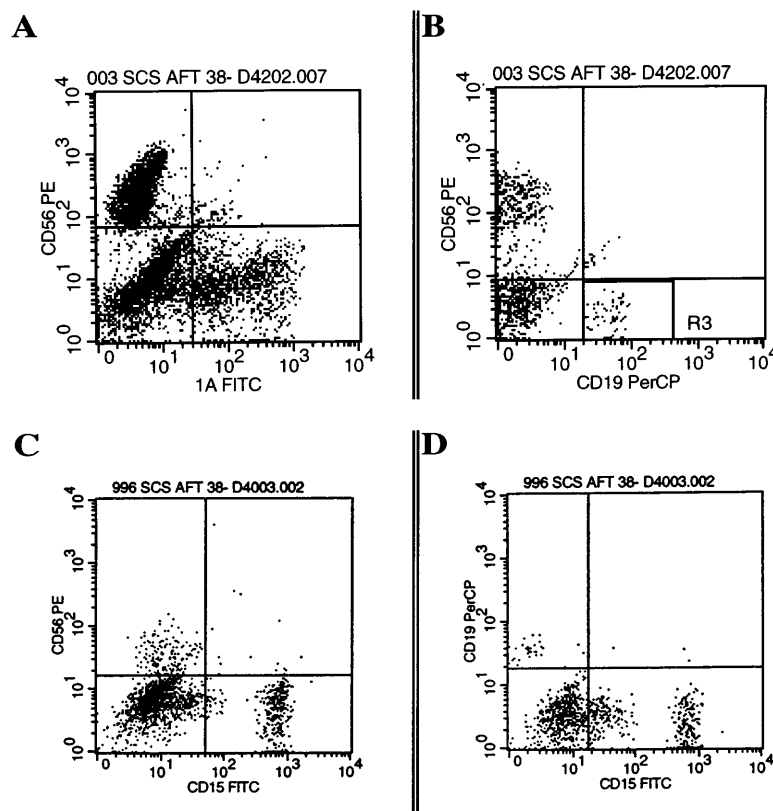 A
003 SCS AFT 38- D4202.007
10^4
10^3
10^2
10^1
10^0
CD56 PE
0 10^1 10^2 10^3 10^4
1A FITC
B
003 SCS AFT 38- D4202.007
10^4
10^3
10^2
10^1
10^0
CD56 PE
R3
0 10^1 10^2 10^3 10^4
CD19 PerCP
C
996 SCS AFT 38- D4003.002
10^4
10^3
10^2
10^1
10^0
CD56 PE
0 10^1 10^2 10^3 10^4
CD15 FITC
D
996 SCS AFT 38- D4003.002
10^4
10^3
10^2
10^1
10^0
CD19 PerCP
0 10^1 10^2 10^3 10^4
CD15 FITC